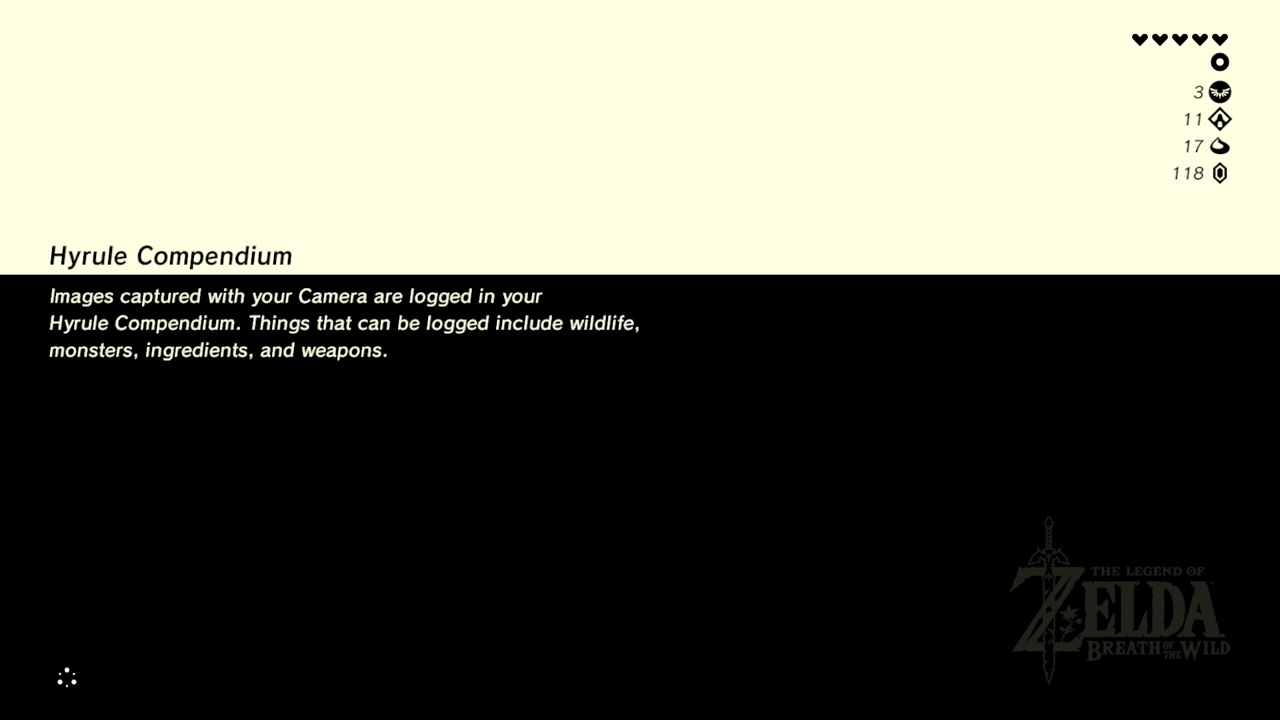 3
11
17
118
Hyrule Compendium
Images captured with your Camera are logged in your
Hyrule Compendium. Things that can be logged include wildlife,
monsters, ingredients, and weapons.
THE LEGEND OF
ZELDA
BREATH OF THE WILD